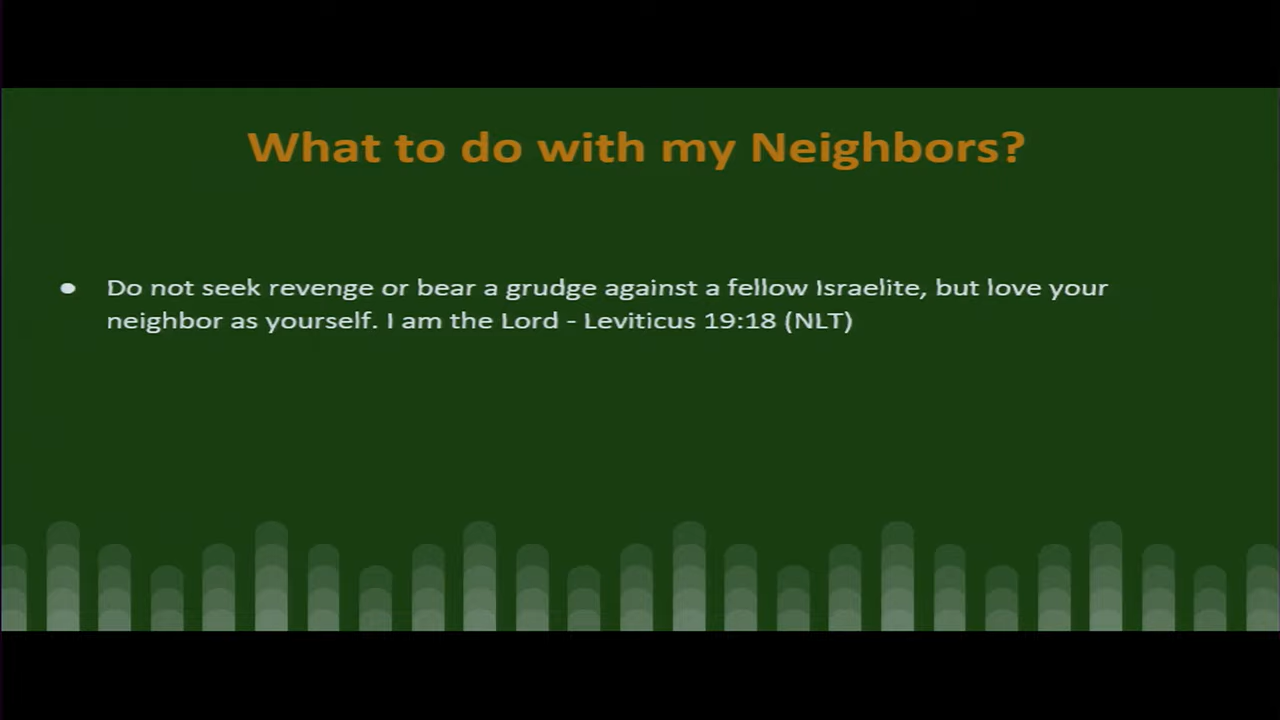 What to do with my Neighbors?
● Do not seek revenge or bear a grudge against a fellow Israelite, but love your
neighbor as yourself. I am the Lord - Leviticus 19:18 (NLT)